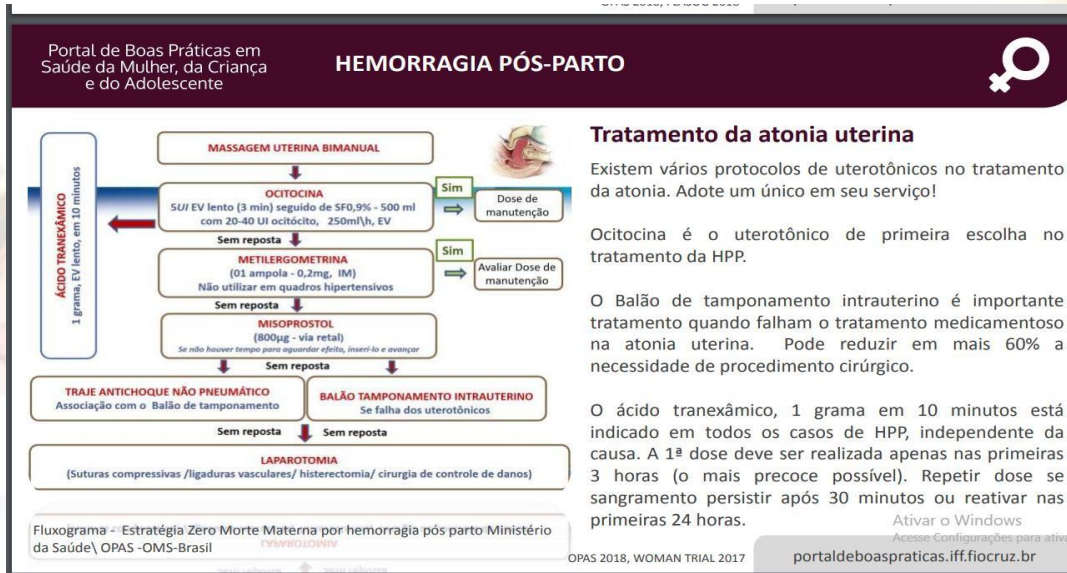 Portal de Boas Práticas em
Saúde da Mulher, da Criança
e do Adolescente
HEMORRAGIA PÓS-PARTO
ÁCIDO TRANEXÂMICO
1 grama, EV lento, em 10 minutos
MASSAGEM UTERINA BIMANUAL
OCITOCINA
5UI EV lento (3 min) seguido de SF0,9% - 500 ml
com 20-40 UI ocitócito, 250ml\h, EV
Sim
Dose de
manutenção
Sem reposta
METILERGOMETRINA
(01 ampola - 0,2mg, IM)
Não utilizar em quadros hipertensivos
Sim
Avaliar Dose de
manutenção
Sem reposta
MISOPROSTOL
(800µg - via retal)
Se não houver tempo para aguardar efeito, inserí-lo e avançar
Sem reposta
TRAJE ANTICHOQUE NÃO PNEUMÁTICO
Associação com o Balão de tamponamento
BALÃO TAMPONAMENTO INTRAUTERINO
Se falha dos uterotônicos
Sem reposta Sem reposta
LAPAROTOMIA
(Suturas compressivas /ligaduras vasculares/ histerectomia/ cirurgia de controle de danos)
Fluxograma - Estratégia Zero Morte Materna por hemorragia pós parto Ministério
da Saúde\ OPAS -OMS-Brasil
Tratamento da atonia uterina
Existem vários protocolos de uterotônicos no tratamento
da atonia. Adote um único em seu serviço!
Ocitocina é o uterotônico de primeira escolha no
tratamento da HPP.
O Balão de tamponamento intrauterino é importante
tratamento quando falham o tratamento medicamentoso
na atonia uterina. Pode reduzir em mais 60% a
necessidade de procedimento cirúrgico.
O ácido tranexâmico, 1 grama em 10 minutos está
indicado em todos os casos de HPP, independente da
causa. A 1ª dose deve ser realizada apenas nas primeiras
3 horas (o mais precoce possível). Repetir dose se
sangramento persistir após 30 minutos ou reativar nas
primeiras 24 horas.
Ativar o Windows
Acesse Configurações para ativa
OPAS 2018, WOMAN TRIAL 2017
portaldeboaspraticas.iff.fiocruz.br